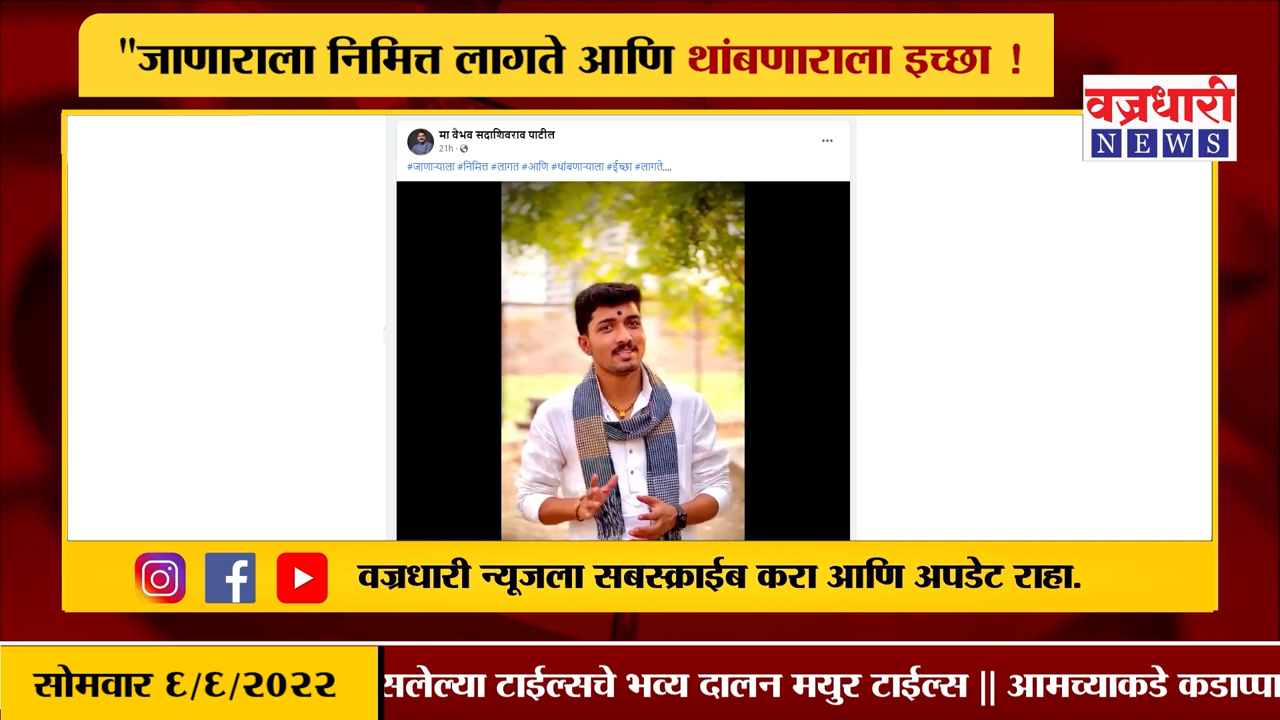 "जाणाराला निमित्त लागते आणि थांबणाराला इच्छा !
वज्रधारी
NEWS
मा वैभव सदाशिवराव पाटील
21h ·
#जाणाऱ्याला #निमित्त #लागत #आणि #थांबणाऱ्याला #ईच्छा #लागते....
वज्रधारी न्यूजला सबस्क्राईब करा आणि अपडेट राहा.
सोमवार ६/६/२०२२
सलेल्या टाईल्सचे भव्य दालन मयुर टाईल्स || आमच्याकडे कडाप्पा